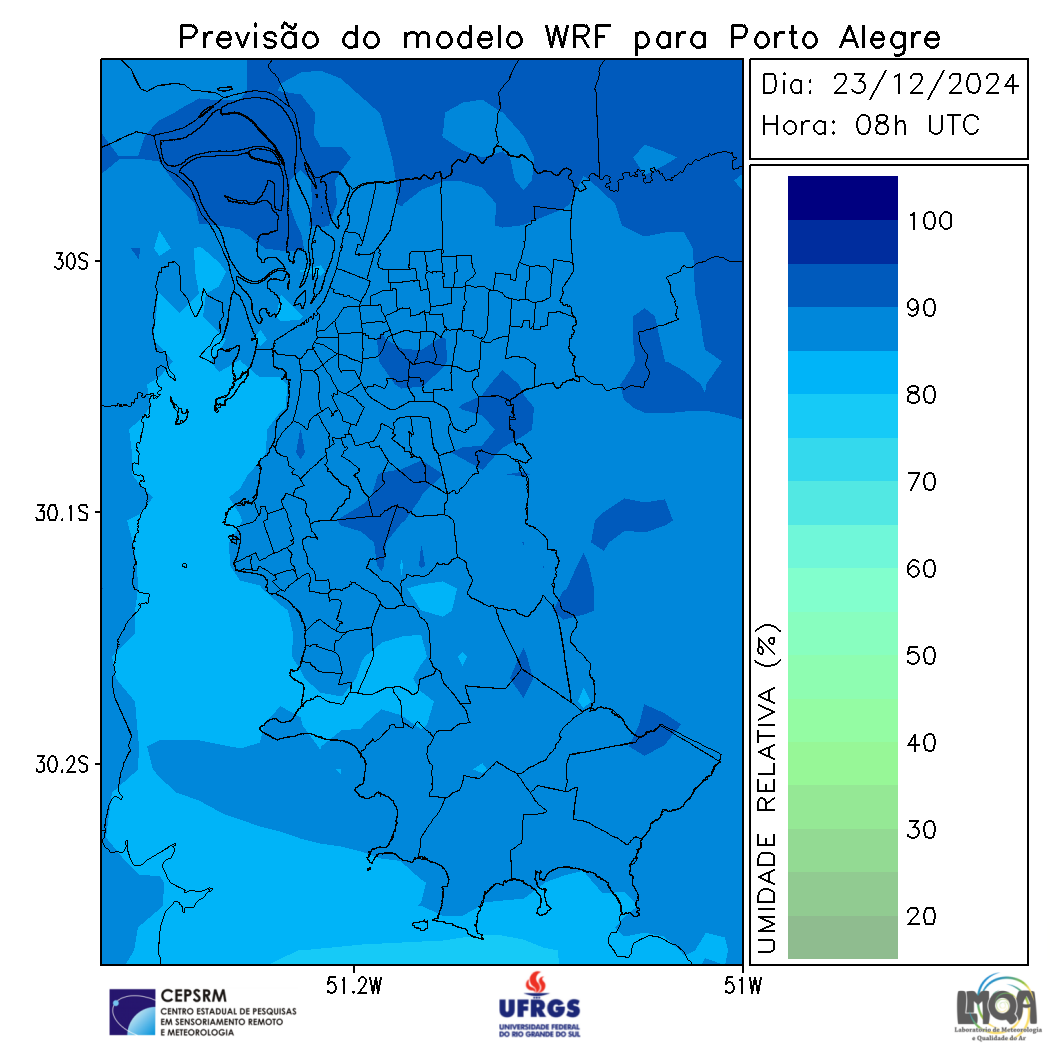 Previsão do modelo WRF para Porto Alegre
Dia: 23/12/2024
Hora: 08h UTC
100
90
80
70
60
50
40
30
20
UMIDADE RELATIVA (%)
30S
30.1S
30.2S
51.2W
51W
CEPSRM
CENTRO ESTADUAL DE PESQUISAS
EM SENSORIAMENTO REMOTO
E METEOROLOGIA
UFRGS
UNIVERSIDADE FEDERAL
DO RIO GRANDE DO SUL
LMQA
Laboratório de Meteorologia
e Qualidade do Ar